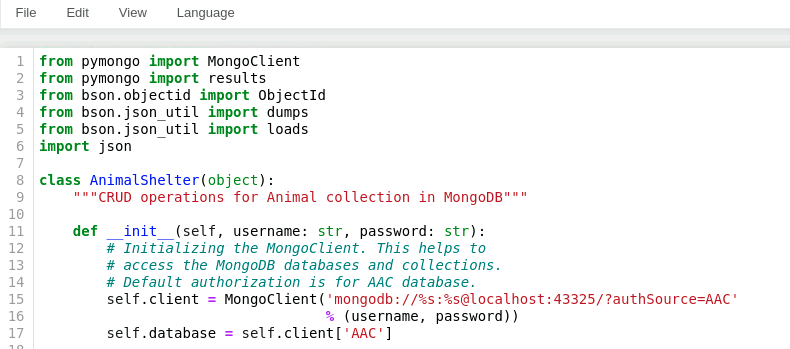 File Edit View Language
1 from pymongo import MongoClient
2 from pymongo import results
3 from bson.objectid import ObjectId
4 from bson.json_util import dumps
5 from bson.json_util import loads
6 import json
7
8 class AnimalShelter(object):
9     """CRUD operations for Animal collection in MongoDB"""
10
11     def __init__(self, username: str, password: str):
12         # Initializing the MongoClient. This helps to
13         # access the MongoDB databases and collections.
14         # Default authorization is for AAC database.
15         self.client = MongoClient('mongodb://%s:%s@localhost:43325/?authSource=AAC'
16                                   % (username, password))
17         self.database = self.client['AAC']
18